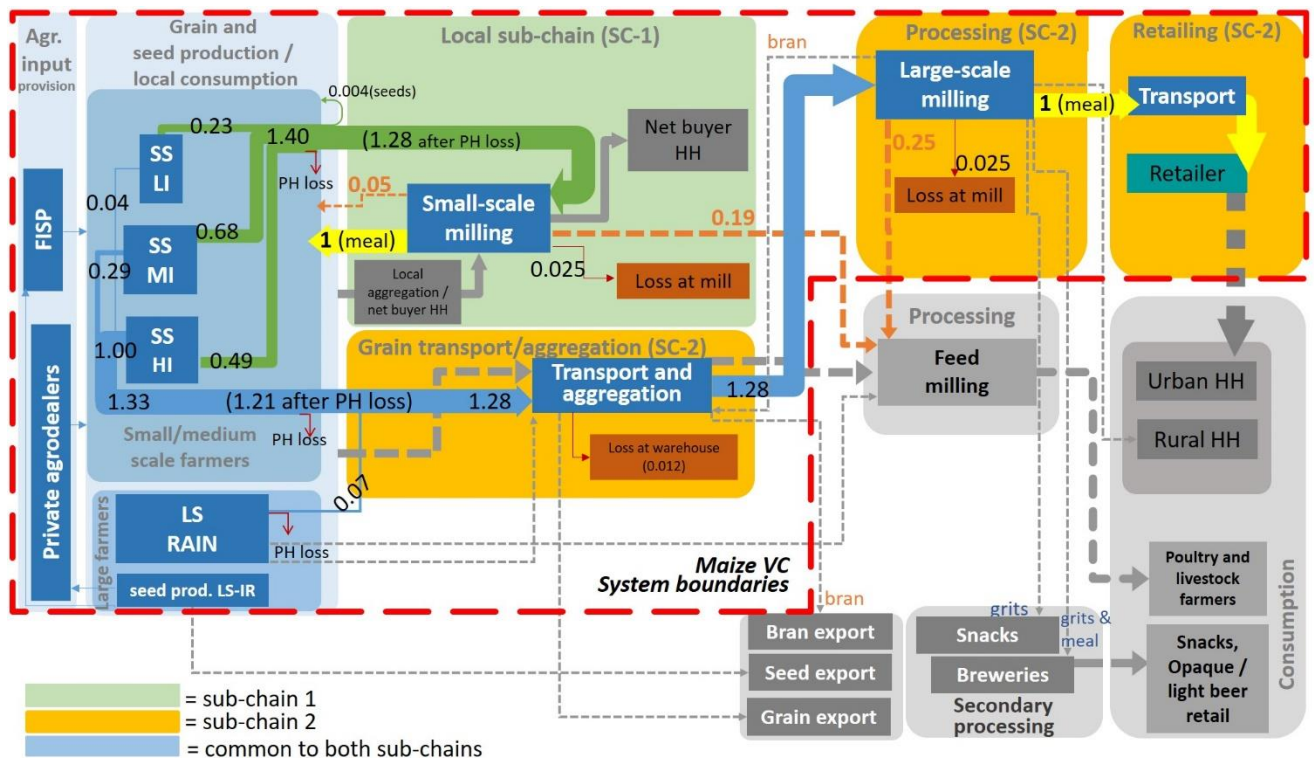 Agr.
input
provision
FISP
Private agrodealers
Grain and
seed production /
local consumption
0.004(seeds)
0.23
1.40
SS
LI
PH loss
0.04
SS
MI
0.68
0.29
SS
HI
1.00
0.49
1.33
(1.21 after PH loss)
1.28
PH loss
Small/medium
scale farmers
Large farmers
LS
RAIN
0.07
PH loss
seed prod. LS-IR
Local sub-chain (SC-1)
(1.28 after PH loss)
Net buyer
HH
0.05
Small-scale
milling
0.19
1 (meal)
0.025
Loss at mill
Local
aggregation /
net buyer HH
Grain transport/aggregation (SC-2)
Transport and
aggregation
1.28
Loss at warehouse
(0.012)
Maize VC
System boundaries
bran
Processing (SC-2)
Large-scale
milling
1 (meal)
0.25
0.025
Loss at mill
Retailing (SC-2)
Transport
Retailer
Processing
Feed
milling
Urban HH
Rural HH
Poultry and
livestock
farmers
Snacks,
Opaque /
light beer
retail
Consumption
bran
Bran export
Seed export
Grain export
grits
grits &
meal
Snacks
Breweries
Secondary
processing
= sub-chain 1
= sub-chain 2
= common to both sub-chains